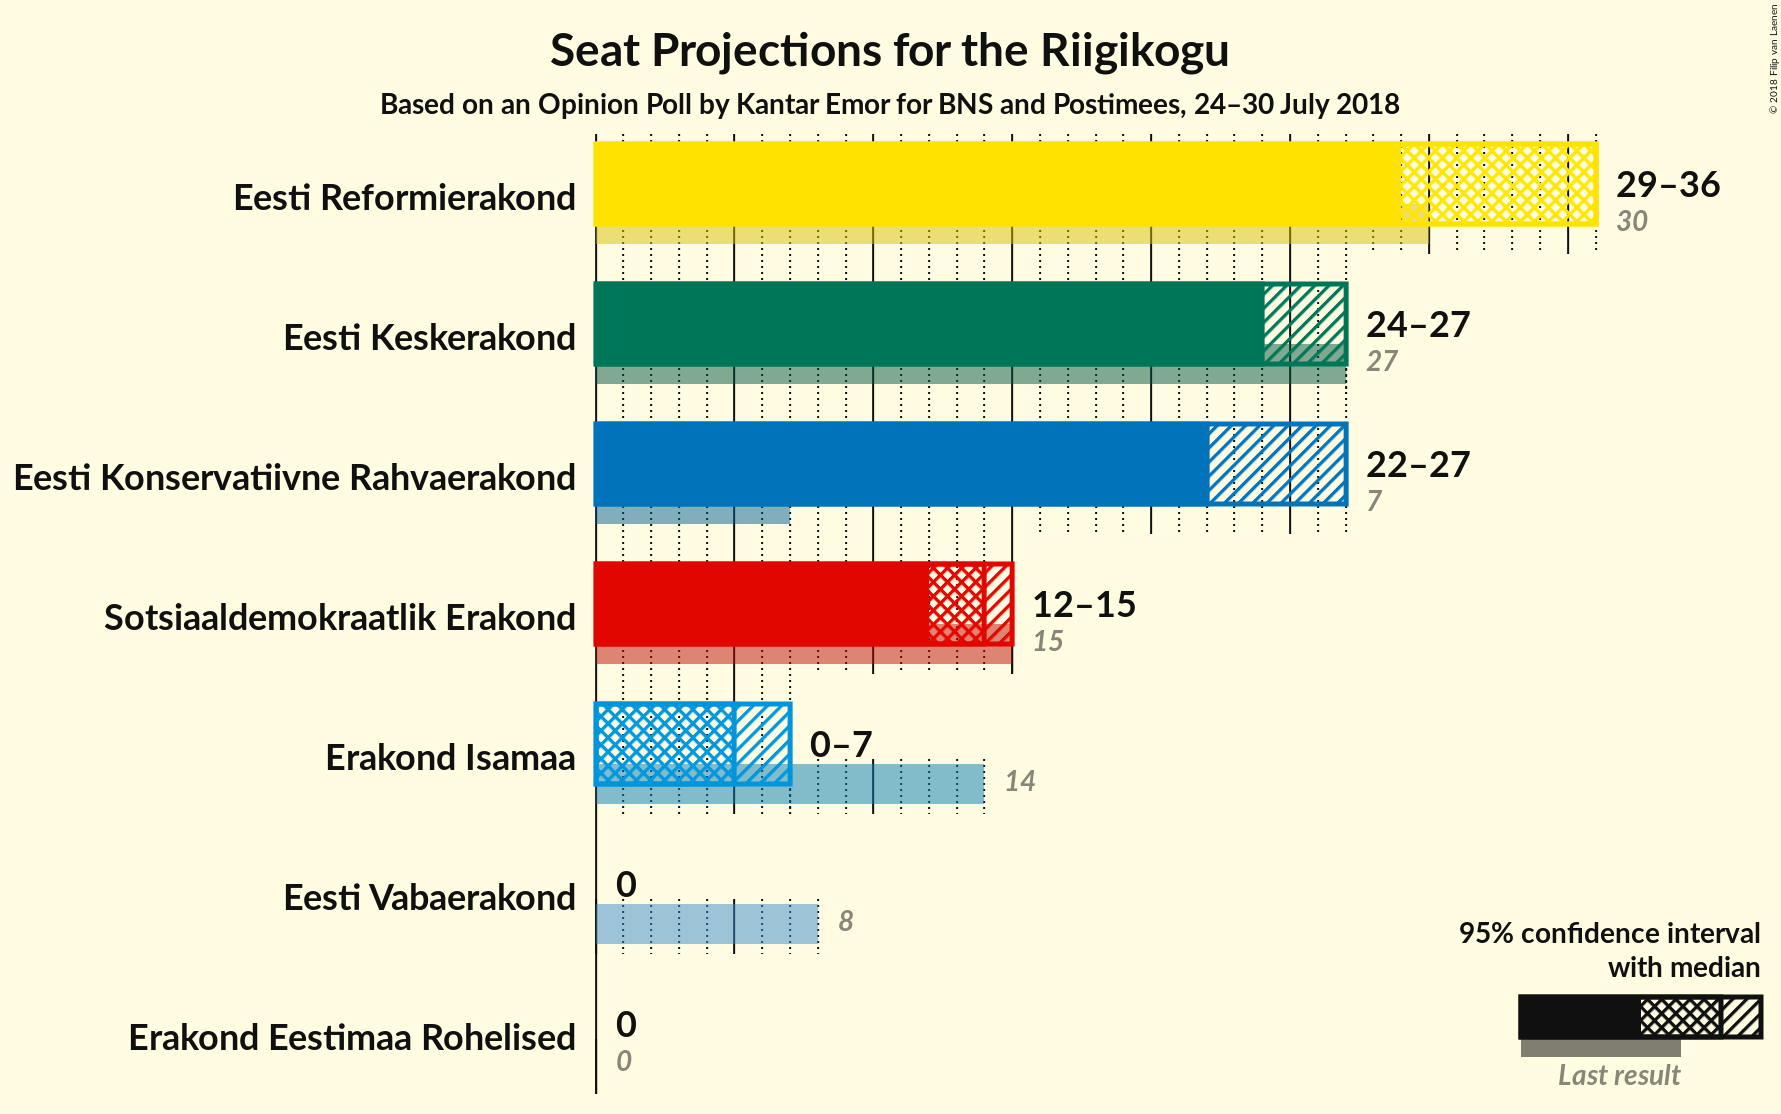 Seat Projections for the Riigikogu
Based on an Opinion Poll by Kantar Emor for BNS and Postimees, 24–30 July 2018
© 2018 Filip van Laenen
Eesti Reformierakond
29–36
30
Eesti Keskerakond
24–27
27
Eesti Konservatiivne Rahvaerakond
22–27
7
Sotsiaaldemokraatlik Erakond
12–15
15
Erakond Isamaa
0–7
14
Eesti Vabaerakond
0
8
Erakond Eestimaa Rohelised
0
0
95% confidence interval
with median
Last result